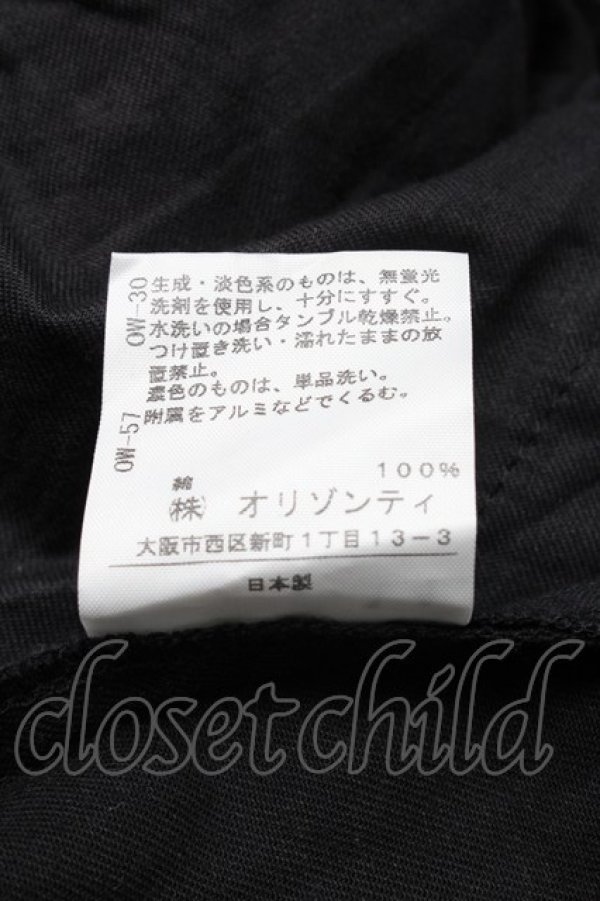 OW-30
生成・淡色系のものは、無蛍光
洗剤を使用し、十分にすすぐ。
水洗いの場合タンブル乾燥禁止。
つけ置き洗い・濡れたままの放
置禁止。
濃色のものは、単品洗い。
OW-57
附属をアルミなどでくるむ。
綿 100%
(株) オリゾンティ
大阪市西区新町1丁目13-3
日本製
closetchild